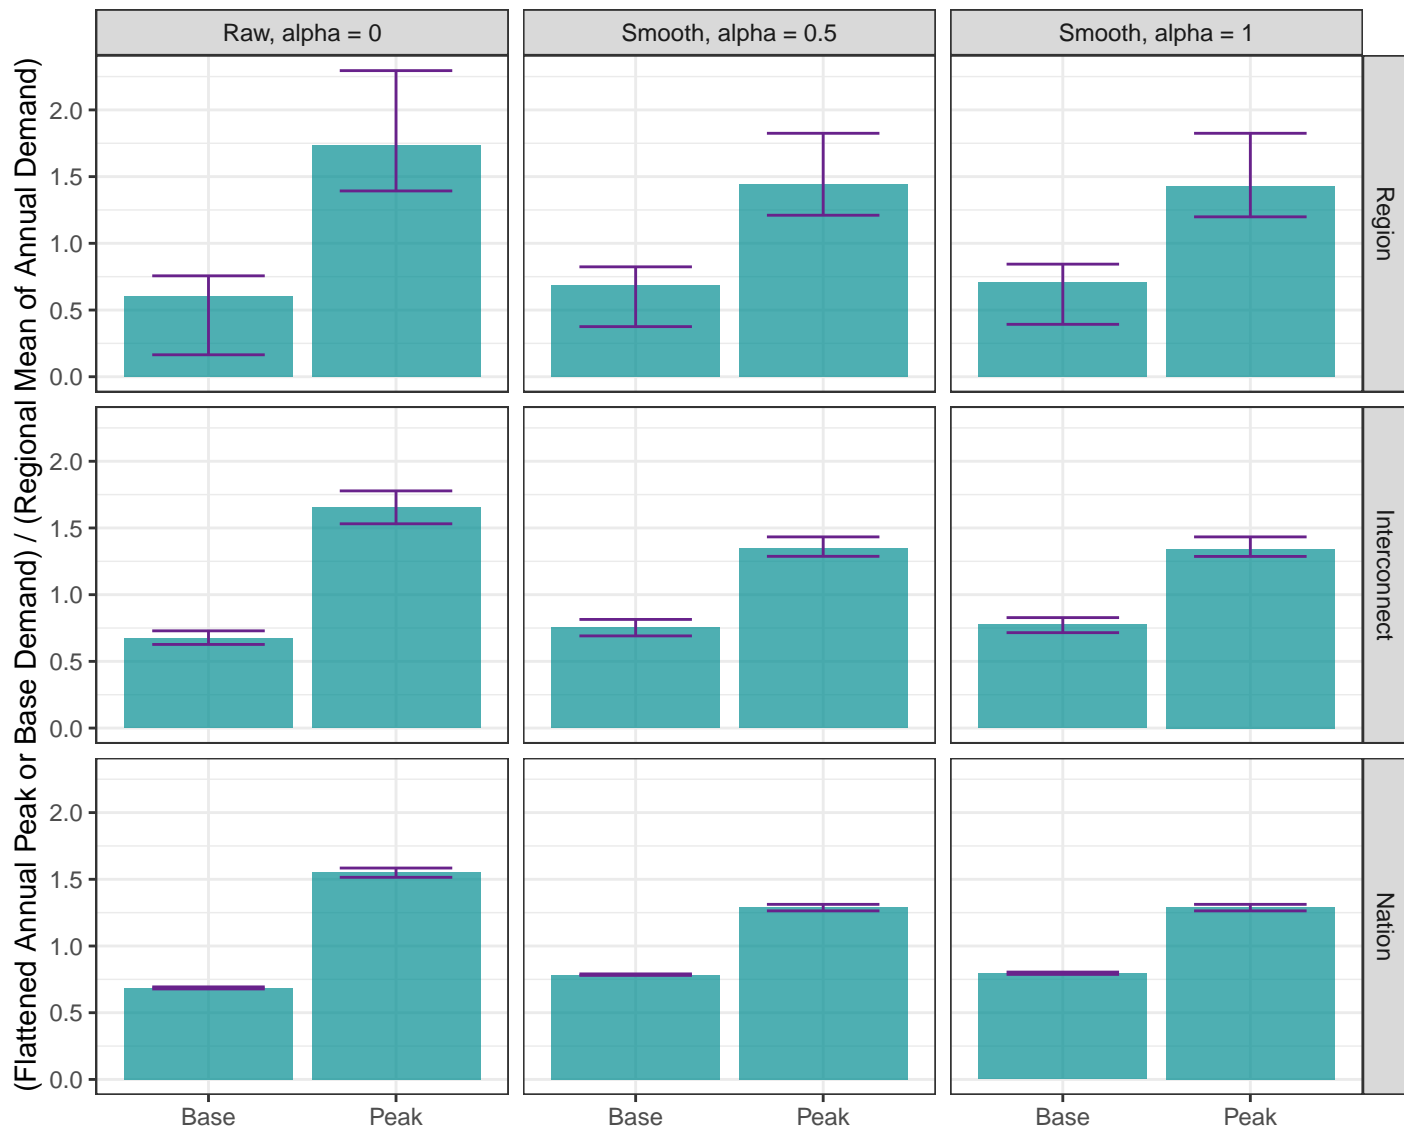 Raw, alpha = 0
Smooth, alpha = 0.5
Smooth, alpha = 1
(Flattened Annual Peak or Base Demand) / (Regional Mean of Annual Demand)
2.0
1.5
1.0
0.5
0.0
Region
2.0
1.5
1.0
0.5
0.0
Interconnect
2.0
1.5
1.0
0.5
0.0
Nation
Base
Peak
Base
Peak
Base
Peak